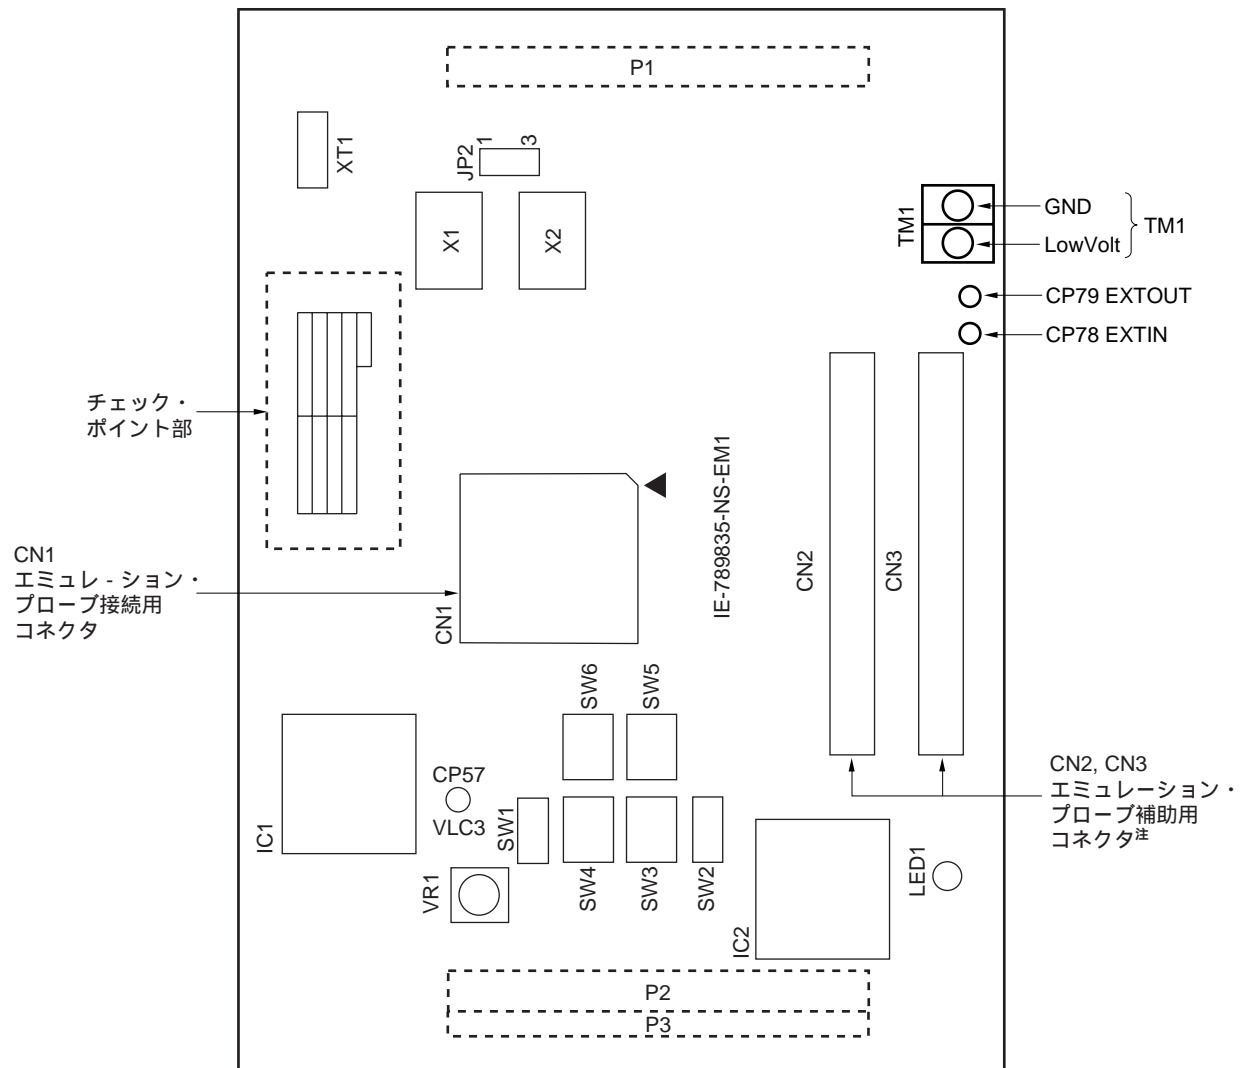 P1
XT1
JP2
1
3
X1
X2
TM1
GND
LowVolt
TM1
CP79 EXTOUT
CP78 EXTIN
チェック・
ポイント部
CN1
エミュレ - ション・
プローブ接続用
コネクタ
CN1
IE-789835-NS-EM1
CN2
CN3
SW6
SW5
CN2, CN3
エミュレーション・
プローブ補助用
コネクタ注
IC1
CP57
VLC3
SW1
SW4
SW3
SW2
VR1
IC2
LED1
P2
P3